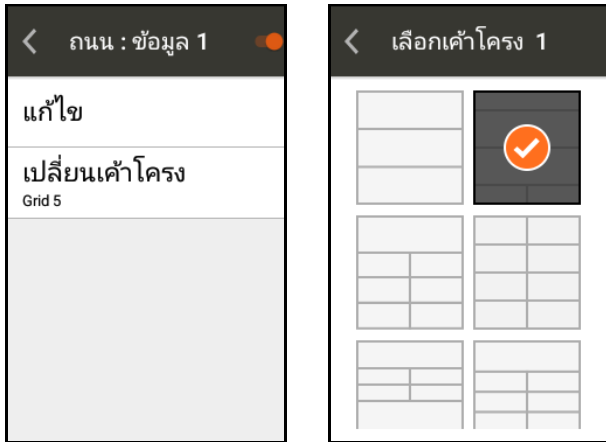 ถนน : ข้อมูล 1
แก้ไข
เปลี่ยนเค้าโครง
Grid 5
เลือกเค้าโครง 1